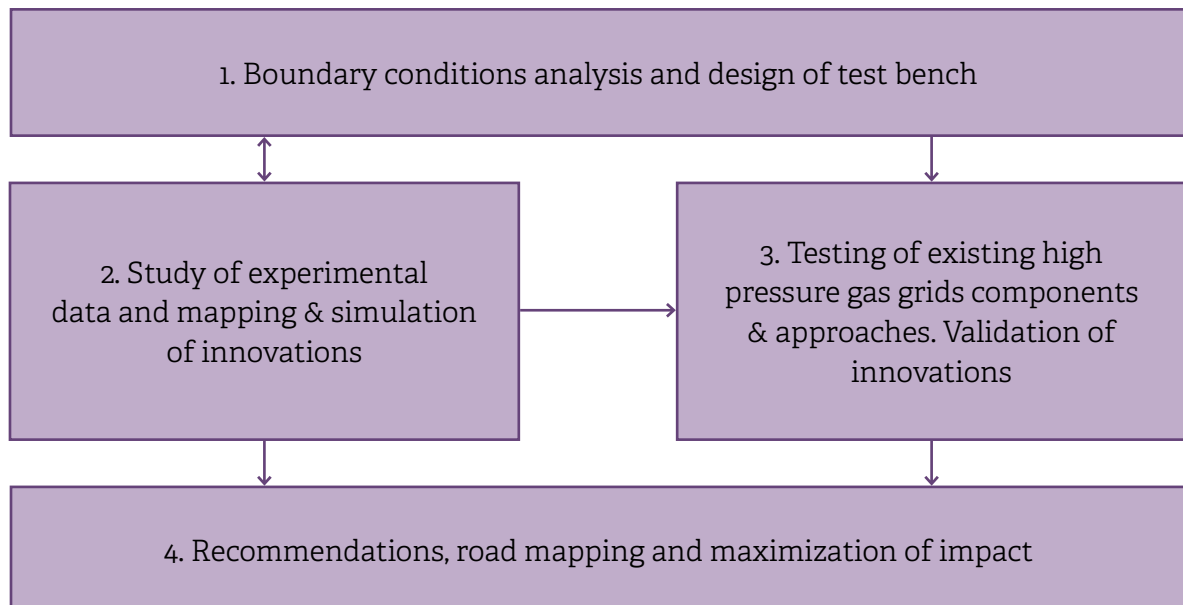 1. Boundary conditions analysis and design of test bench
2. Study of experimental
data and mapping & simulation
of innovations
3. Testing of existing high
pressure gas grids components
& approaches. Validation of
innovations
4. Recommendations, road mapping and maximization of impact